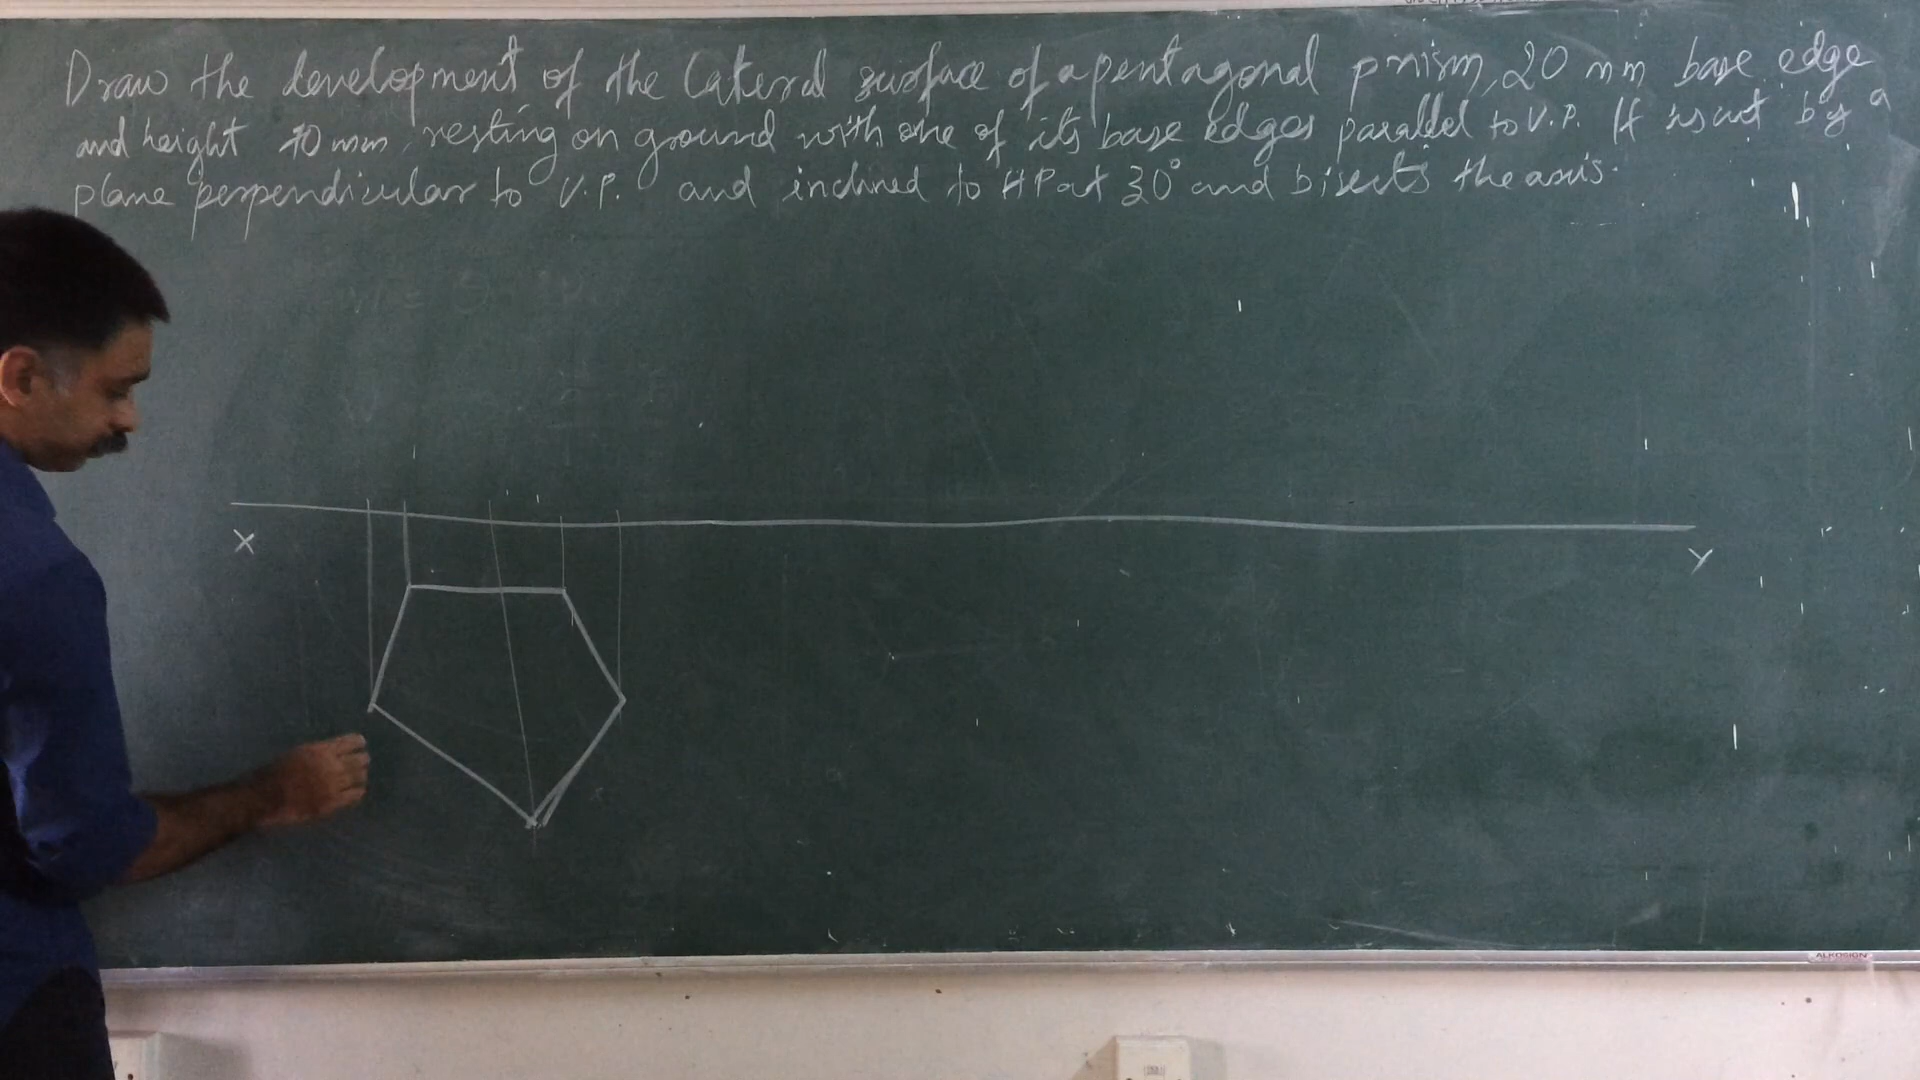 Draw the development of the lateral surface of a pentagonal prism, 20 mm base edge
and height 70 mm, resting on ground with one of its base edges parallel to V.P. It is cut by a
plane perpendicular to V.P. and inclined to HP at 30° and bisects the axis.
X
Y
ALKOSIGN